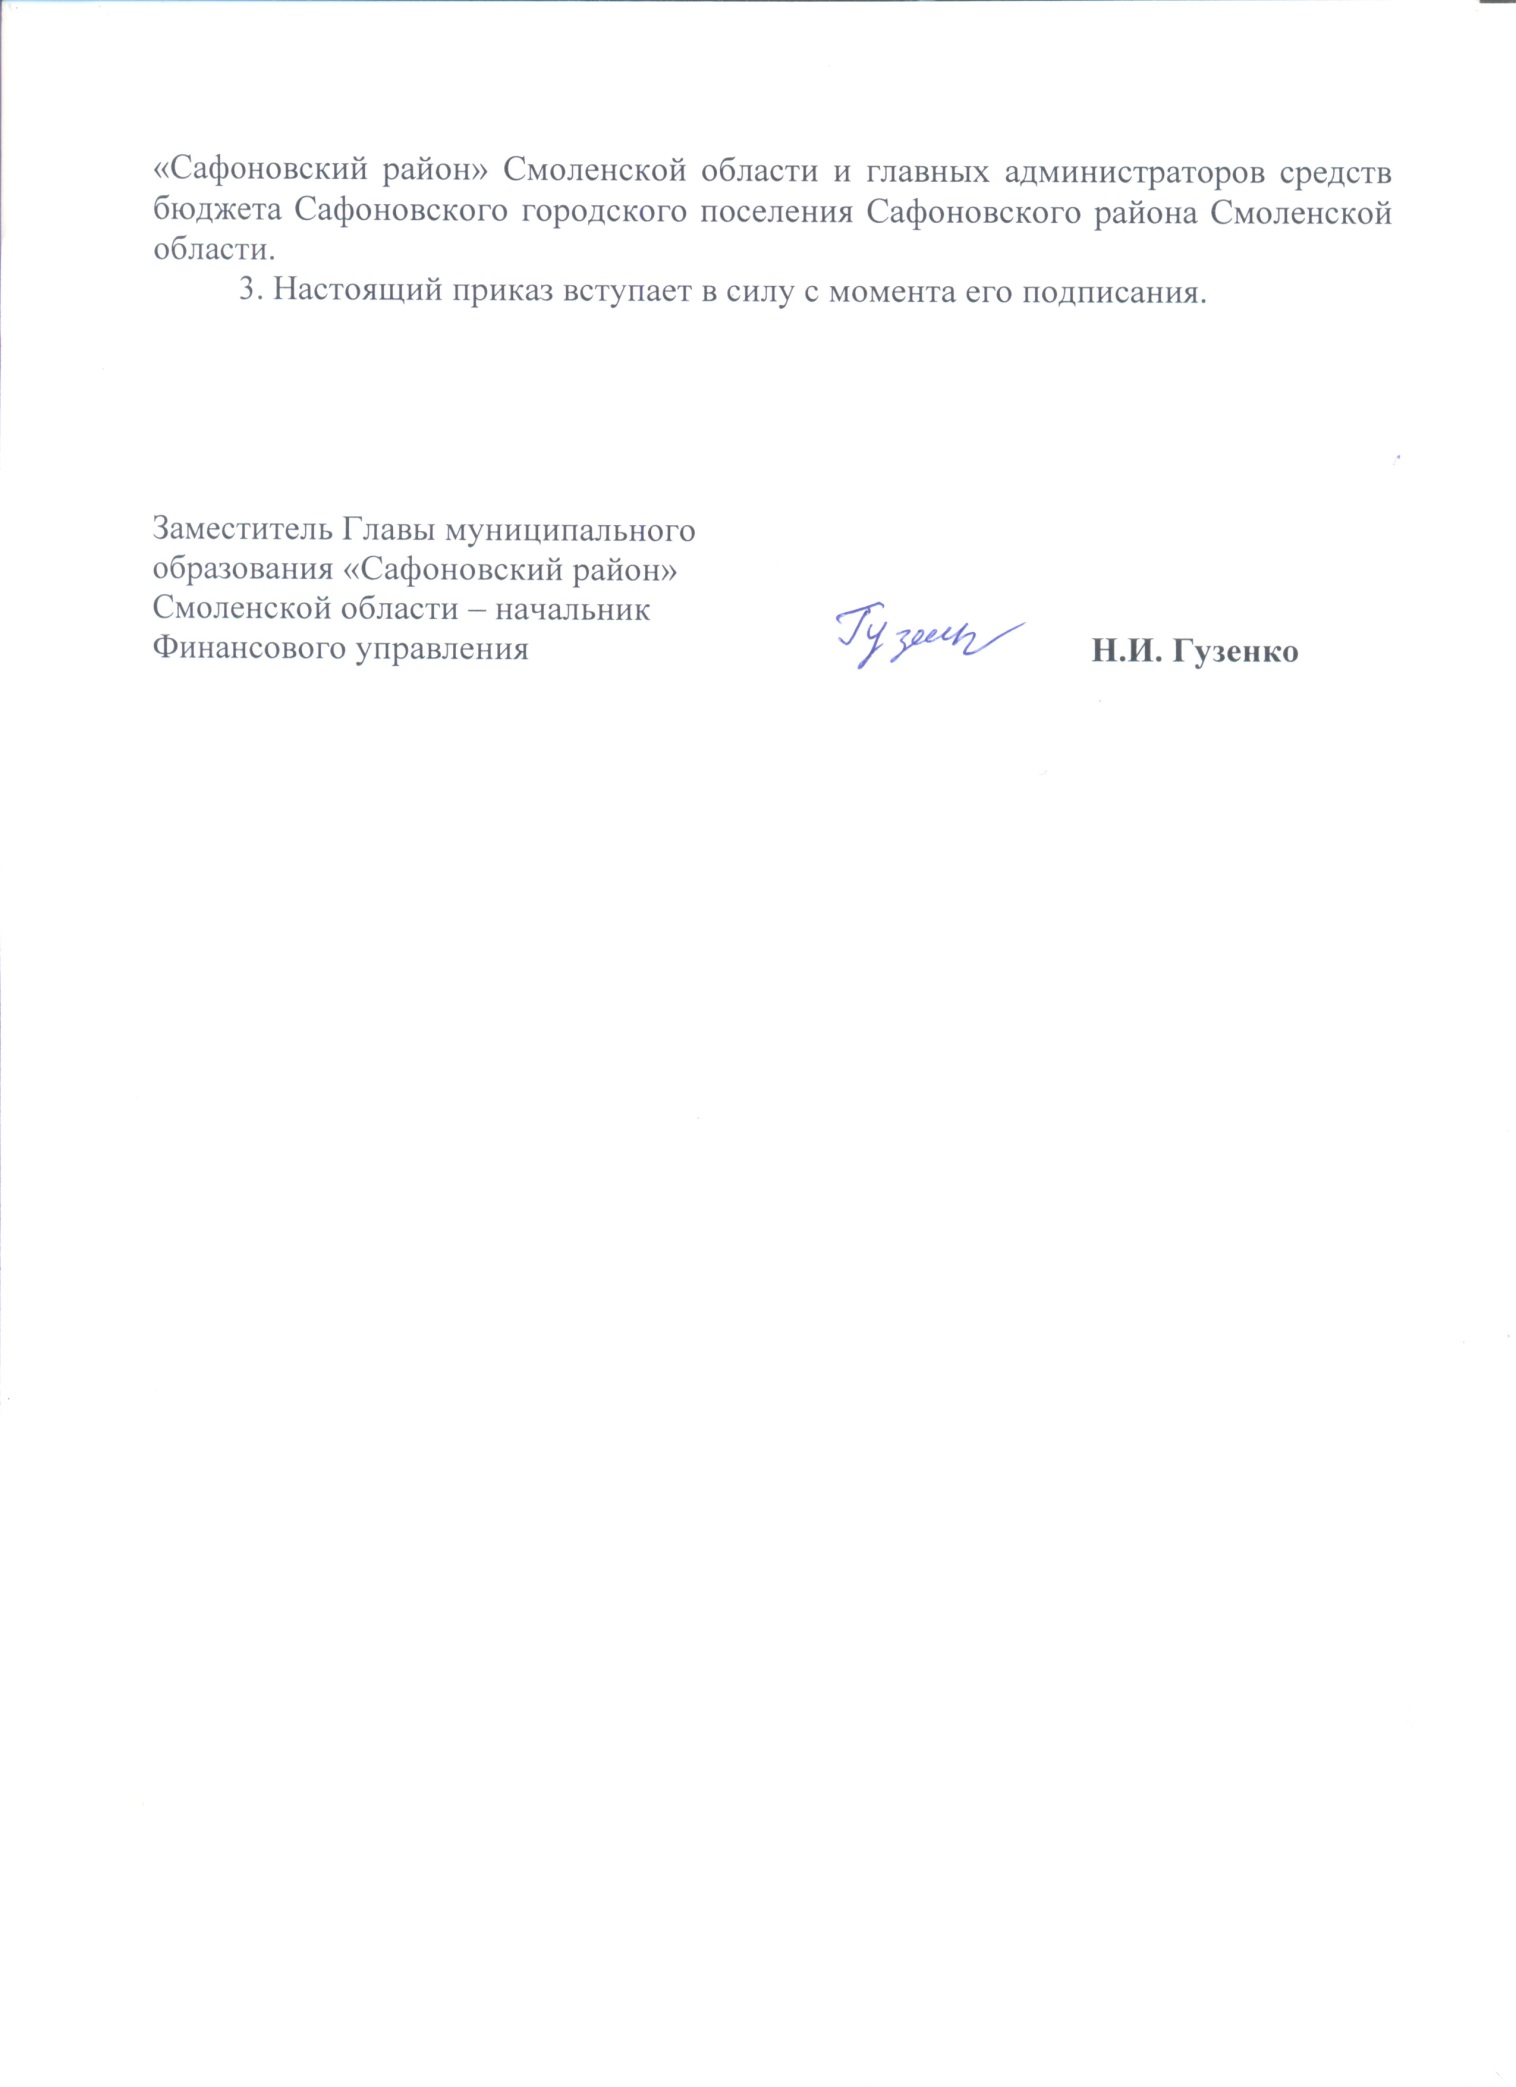 «Сафоновский район» Смоленской области и главных администраторов средств
бюджета Сафоновского городского поселения Сафоновского района Смоленской
области.
3. Настоящий приказ вступает в силу с момента его подписания.
Заместитель Главы муниципального
образования «Сафоновский район»
Смоленской области – начальник
Финансового управления
Н.И. Гузенко